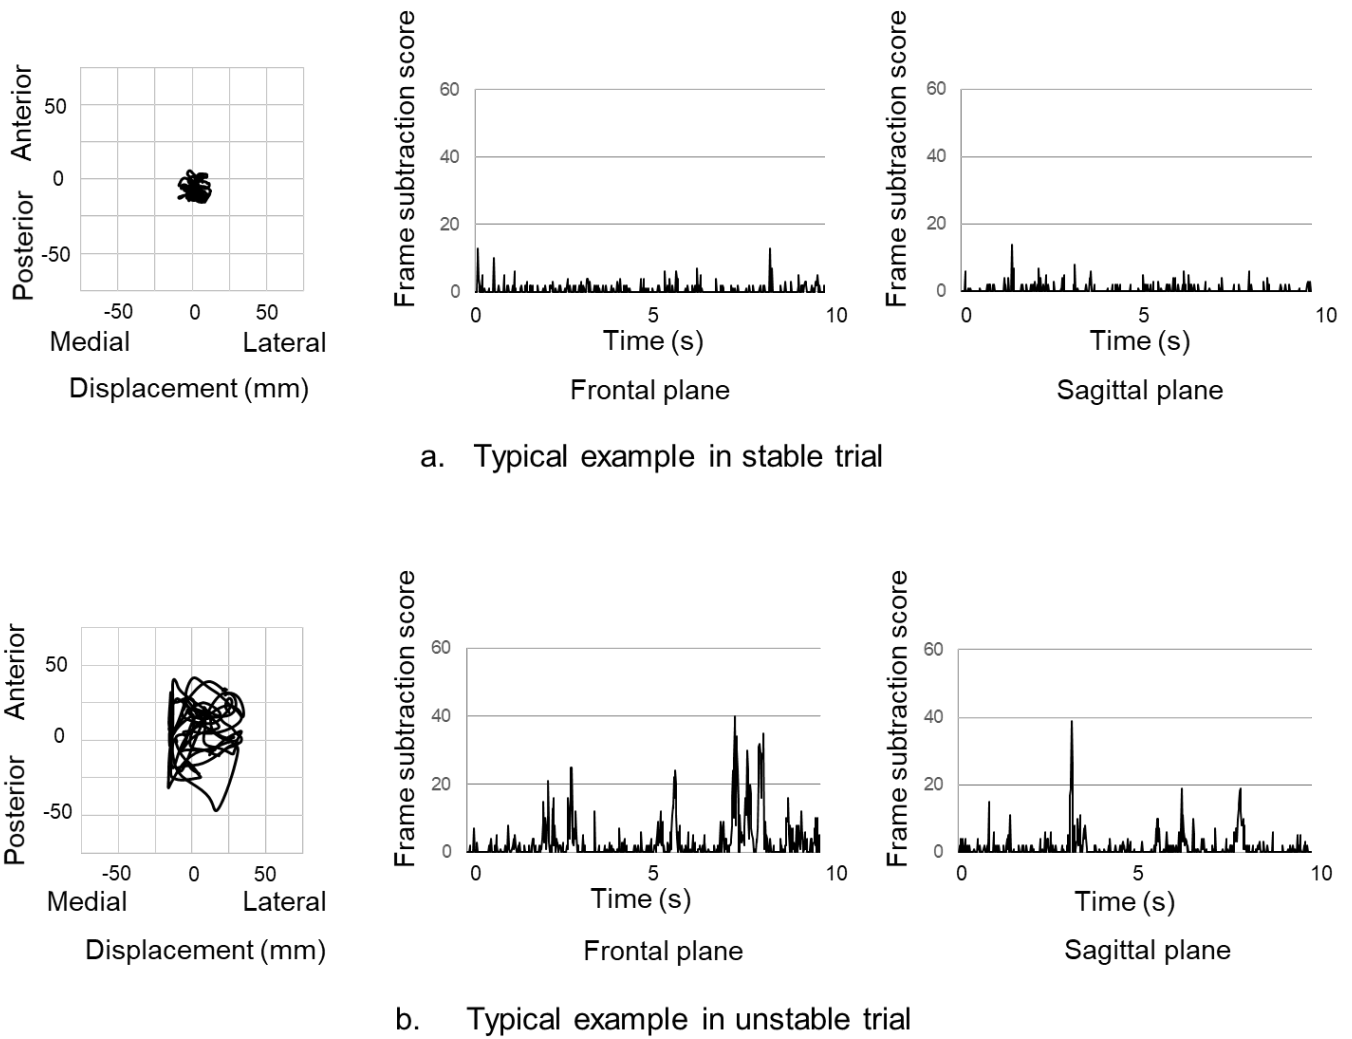 Anterior
Posterior
50
0
-50
-50 0 50
Medial Lateral
Displacement (mm)
Frame subtraction score
60
40
20
0
0 5 10
Time (s)
Frontal plane
Frame subtraction score
60
40
20
0
0 5 10
Time (s)
Sagittal plane
a. Typical example in stable trial
Anterior
Posterior
50
0
-50
-50 0 50
Medial Lateral
Displacement (mm)
Frame subtraction score
60
40
20
0
0 5 10
Time (s)
Frontal plane
Frame subtraction score
60
40
20
0
0 5 10
Time (s)
Sagittal plane
b. Typical example in unstable trial